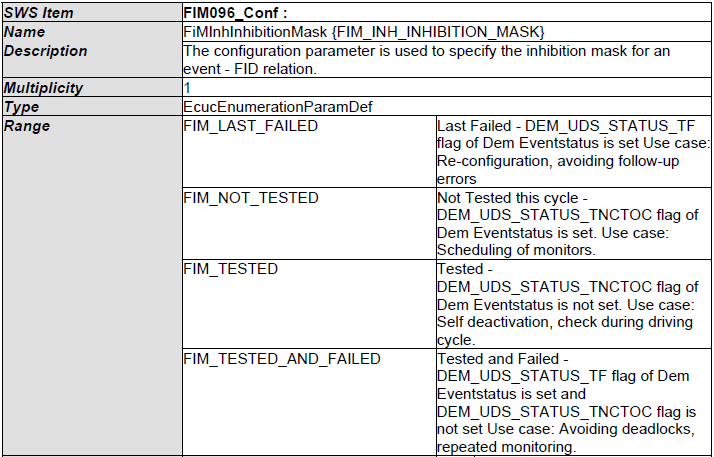 SWS Item FIM096_Conf :
Name FiMInhInhibitionMask {FIM_INH_INHIBITION_MASK}
Description The configuration parameter is used to specify the inhibition mask for an
event - FID relation.
Multiplicity 1
Type EcucEnumerationParamDef
Range FIM_LAST_FAILED Last Failed - DEM_UDS_STATUS_TF
flag of Dem Eventstatus is set Use case:
Re-configuration, avoiding follow-up
errors
FIM_NOT_TESTED Not Tested this cycle -
DEM_UDS_STATUS_TNCTOC flag of
Dem Eventstatus is set. Use case:
Scheduling of monitors.
FIM_TESTED Tested -
DEM_UDS_STATUS_TNCTOC flag of
Dem Eventstatus is not set. Use case:
Self deactivation, check during driving
cycle.
FIM_TESTED_AND_FAILED Tested and Failed -
DEM_UDS_STATUS_TF flag of Dem
Eventstatus is set and
DEM_UDS_STATUS_TNCTOC flag is
not set Use case: Avoiding deadlocks,
repeated monitoring.